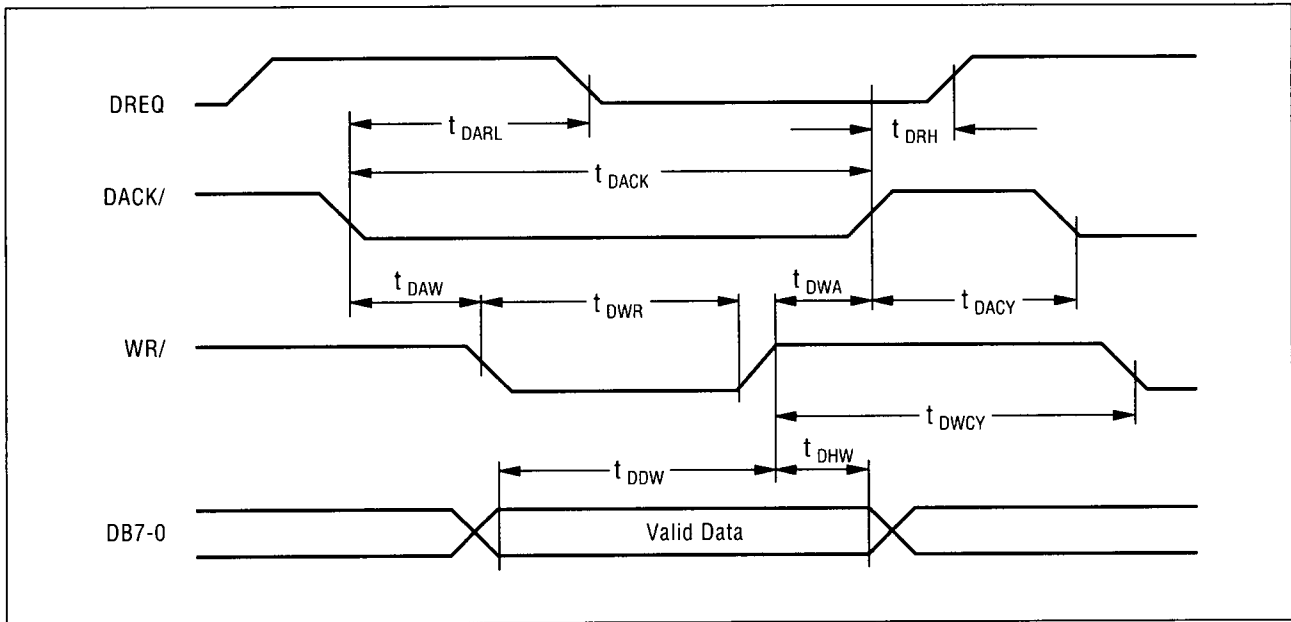 DREQ
t DARL
t DRH
t DACK
DACK/
t DAW
t DWR
t DWA
t DACY
WR/
t DWCY
t DHW
t DDW
DB7-0
Valid Data